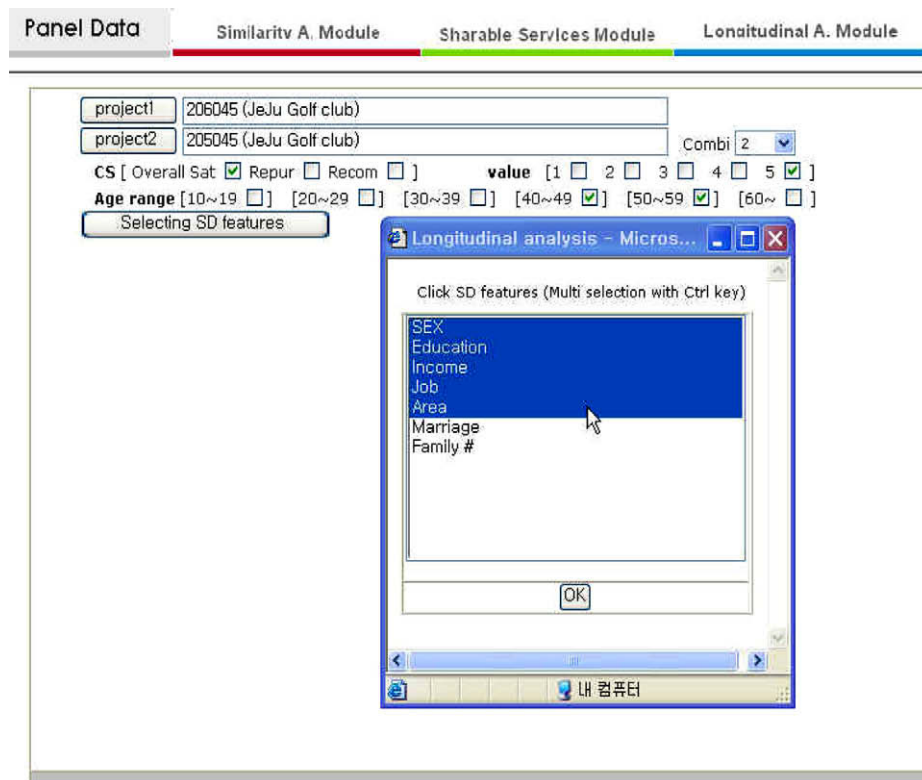 Panel Data Similarity A. Module Sharable Services Module Longitudinal A. Module
project1 206045 (JeJu Golf club)
project2 205045 (JeJu Golf club) Combi 2
CS [ Overall Sat Repur Recom ] value [1 2 3 4 5 ]
Age range [10~19 ] [20~29 ] [30~39 ] [40~49 ] [50~59 ] [60~ ]
Selecting SD features
Longitudinal analysis - Micros...
Click SD features (Multi selection with Ctrl key)
SEX
Education
Income
Job
Area
Marriage
Family #
OK
내 컴퓨터